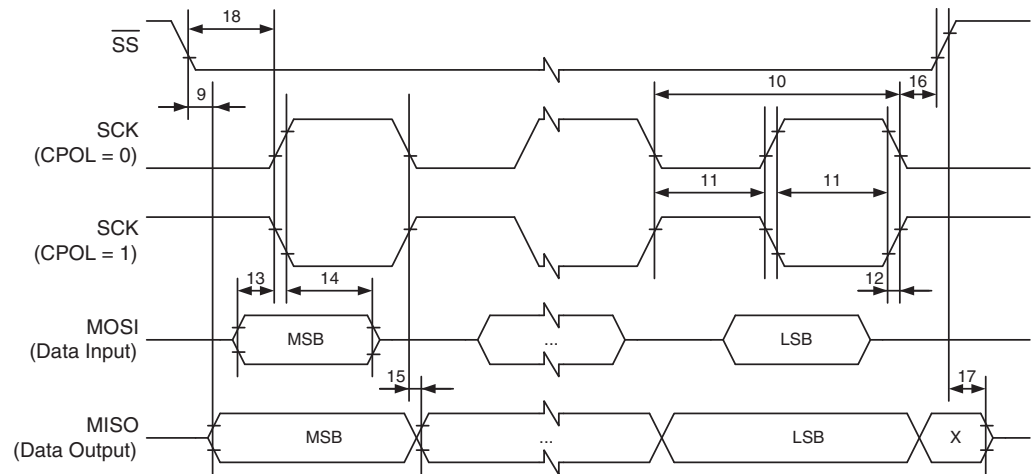 18
SS
9
10
16
SCK
(CPOL = 0)
11
11
SCK
(CPOL = 1)
13
14
12
MOSI
(Data Input)
MSB
...
LSB
15
17
MISO
(Data Output)
MSB
...
LSB
X